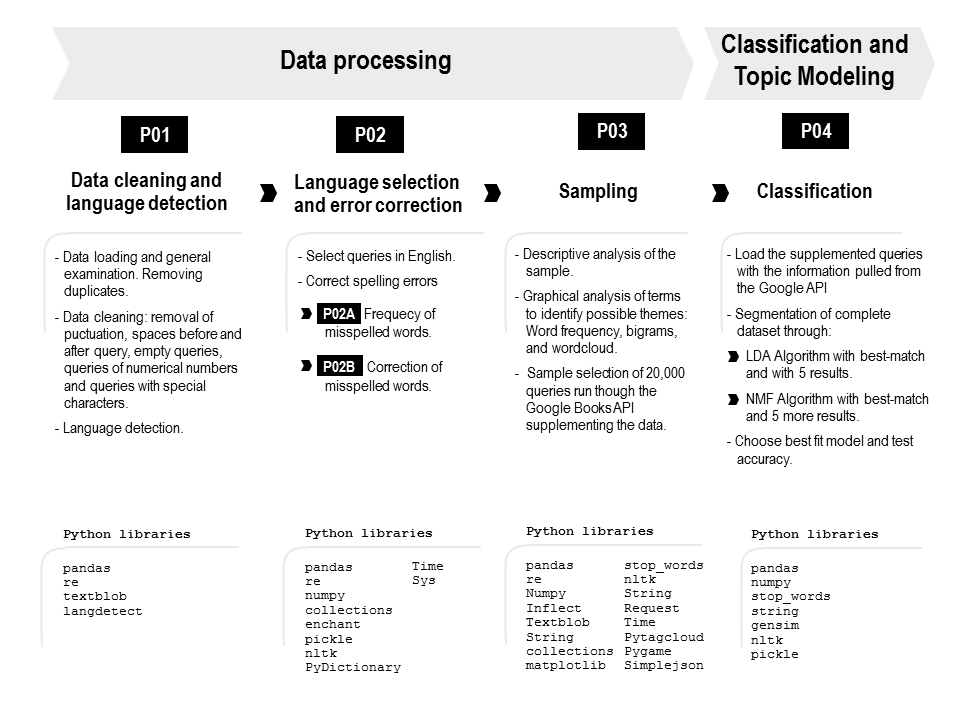 Data processing
Classification and
Topic Modeling
P01
Data cleaning and
language detection
- Data loading and general
examination. Removing
duplicates.
- Data cleaning: removal of
puctuation, spaces before and
after query, empty queries,
queries of numerical numbers
and queries with special
characters.
- Language detection.
Python libraries
pandas
re
textblob
langdetect
P02
Language selection
and error correction
- Select queries in English.
- Correct spelling errors
P02A Frequecy of
misspelled words.
P02B Correction of
misspelled words.
Python libraries
pandas
re
numpy
collections
enchant
pickle
nltk
PyDictionary
Time
Sys
P03
Sampling
- Descriptive analysis of the
sample.
- Graphical analysis of terms
to identify possible themes:
Word frequency, bigrams,
and wordcloud.
- Sample selection of 20,000
queries run though the
Google Books API
supplementing the data.
Python libraries
pandas
re
Numpy
Inflect
Textblob
String
collections
matplotlib
stop_words
nltk
String
Request
Time
Pytagcloud
Pygame
Simplejson
P04
Classification
- Load the supplemented queries
with the information pulled from
the Google API
- Segmentation of complete
dataset through:
LDA Algorithm with best-match
and with 5 results.
NMF Algorithm with best-match
and 5 more results.
- Choose best fit model and test
accuracy.
Python libraries
pandas
numpy
stop_words
string
gensim
nltk
pickle